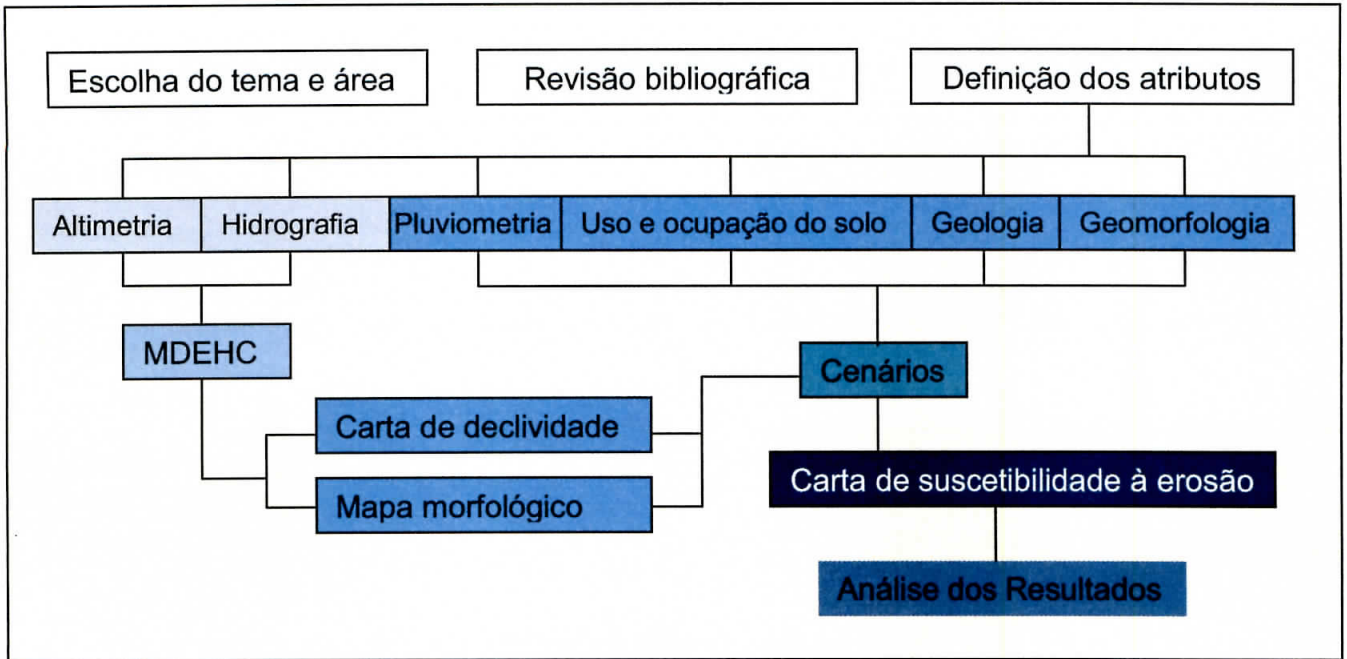 Escolha do tema e área
Revisão bibliográfica
Definição dos atributos
Altimetria
Hidrografia
Pluviometria
Uso e ocupação do solo
Geologia
Geomorfologia
MDEHC
Cenários
Carta de declividade
Mapa morfológico
Carta de suscetibilidade à erosão
Análise dos Resultados